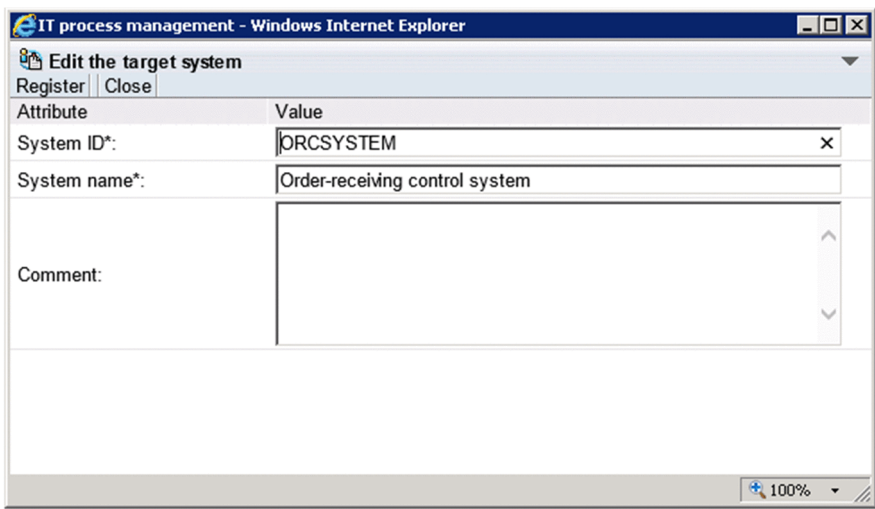 IT process management - Windows Internet Explorer
Edit the target system
Register Close
Attribute Value
System ID*: ORCSYSTEM
System name*: Order-receiving control system
Comment:
100%